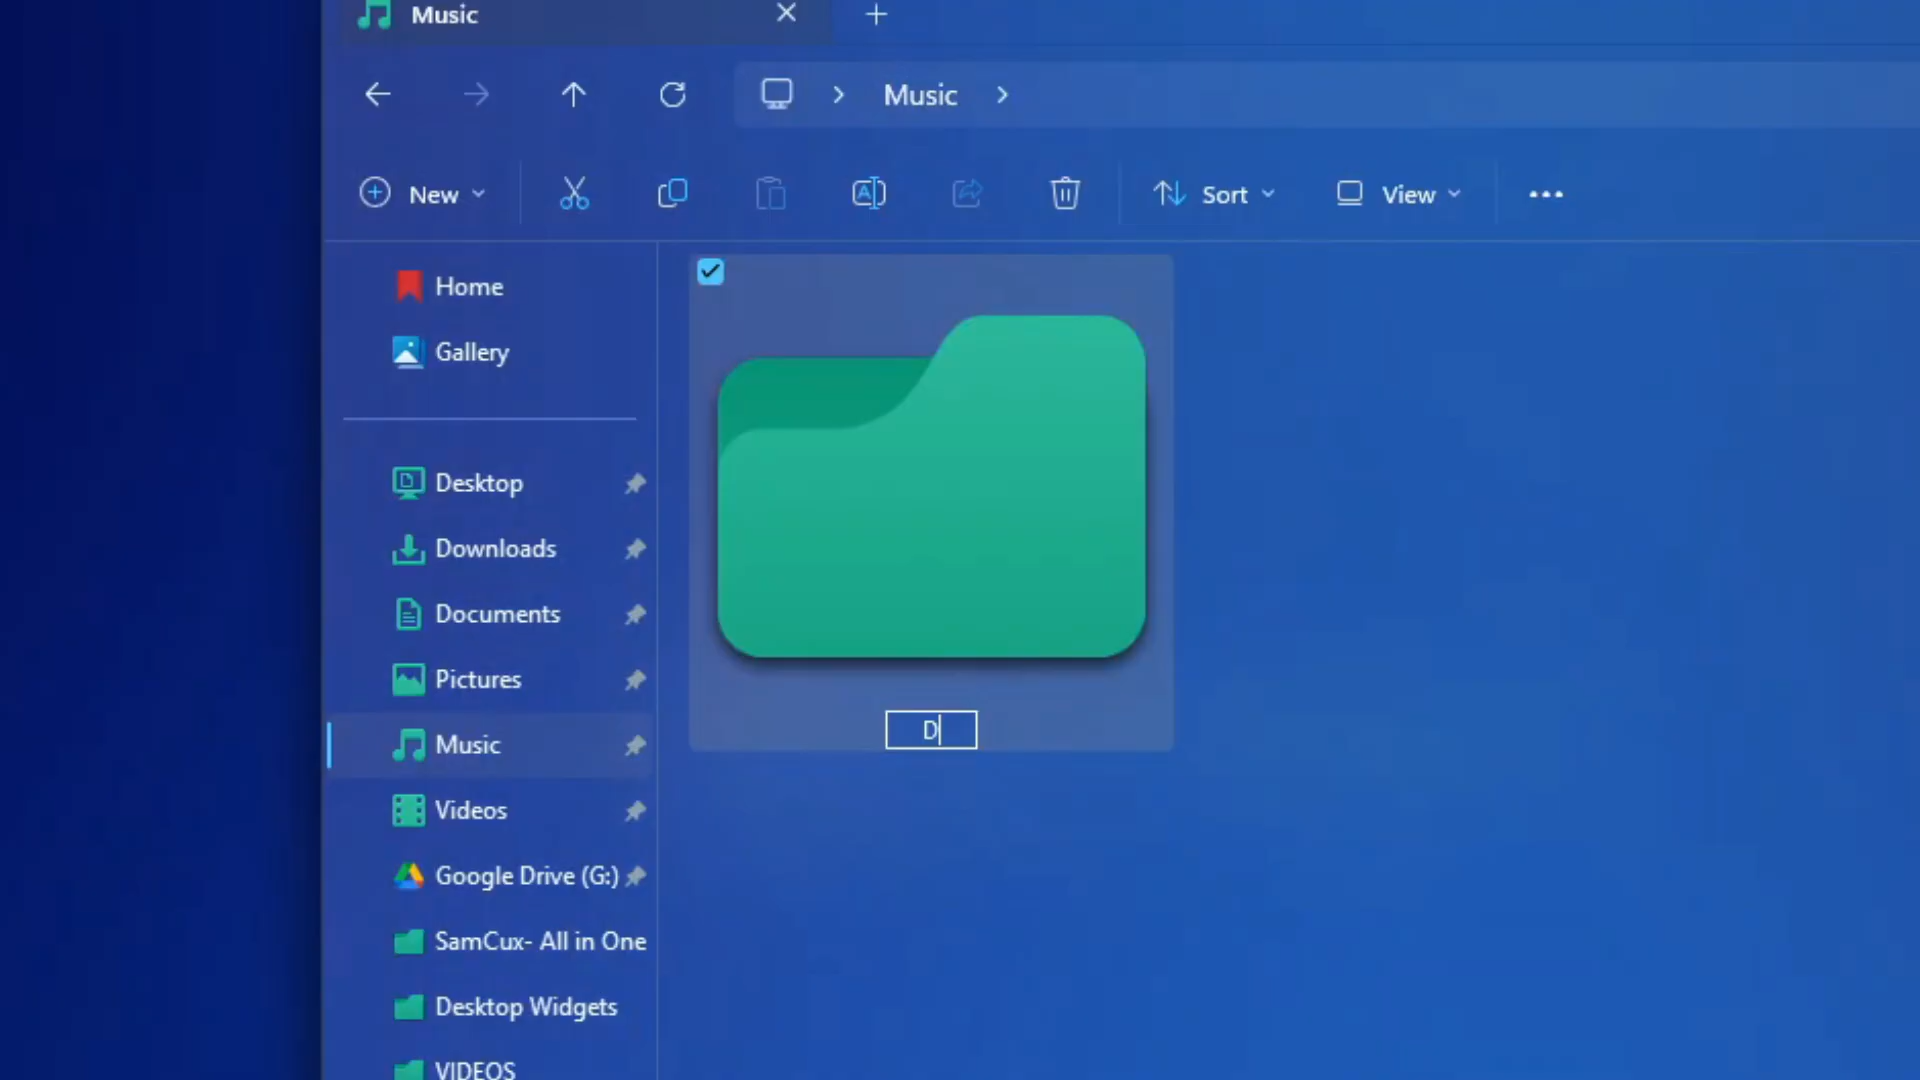 Music
Music
New
Sort
View
Home
Gallery
Desktop
Downloads
Documents
Pictures
Music
Videos
Google Drive (G:)
SamCux- All in One
Desktop Widgets
VIDEOS
D